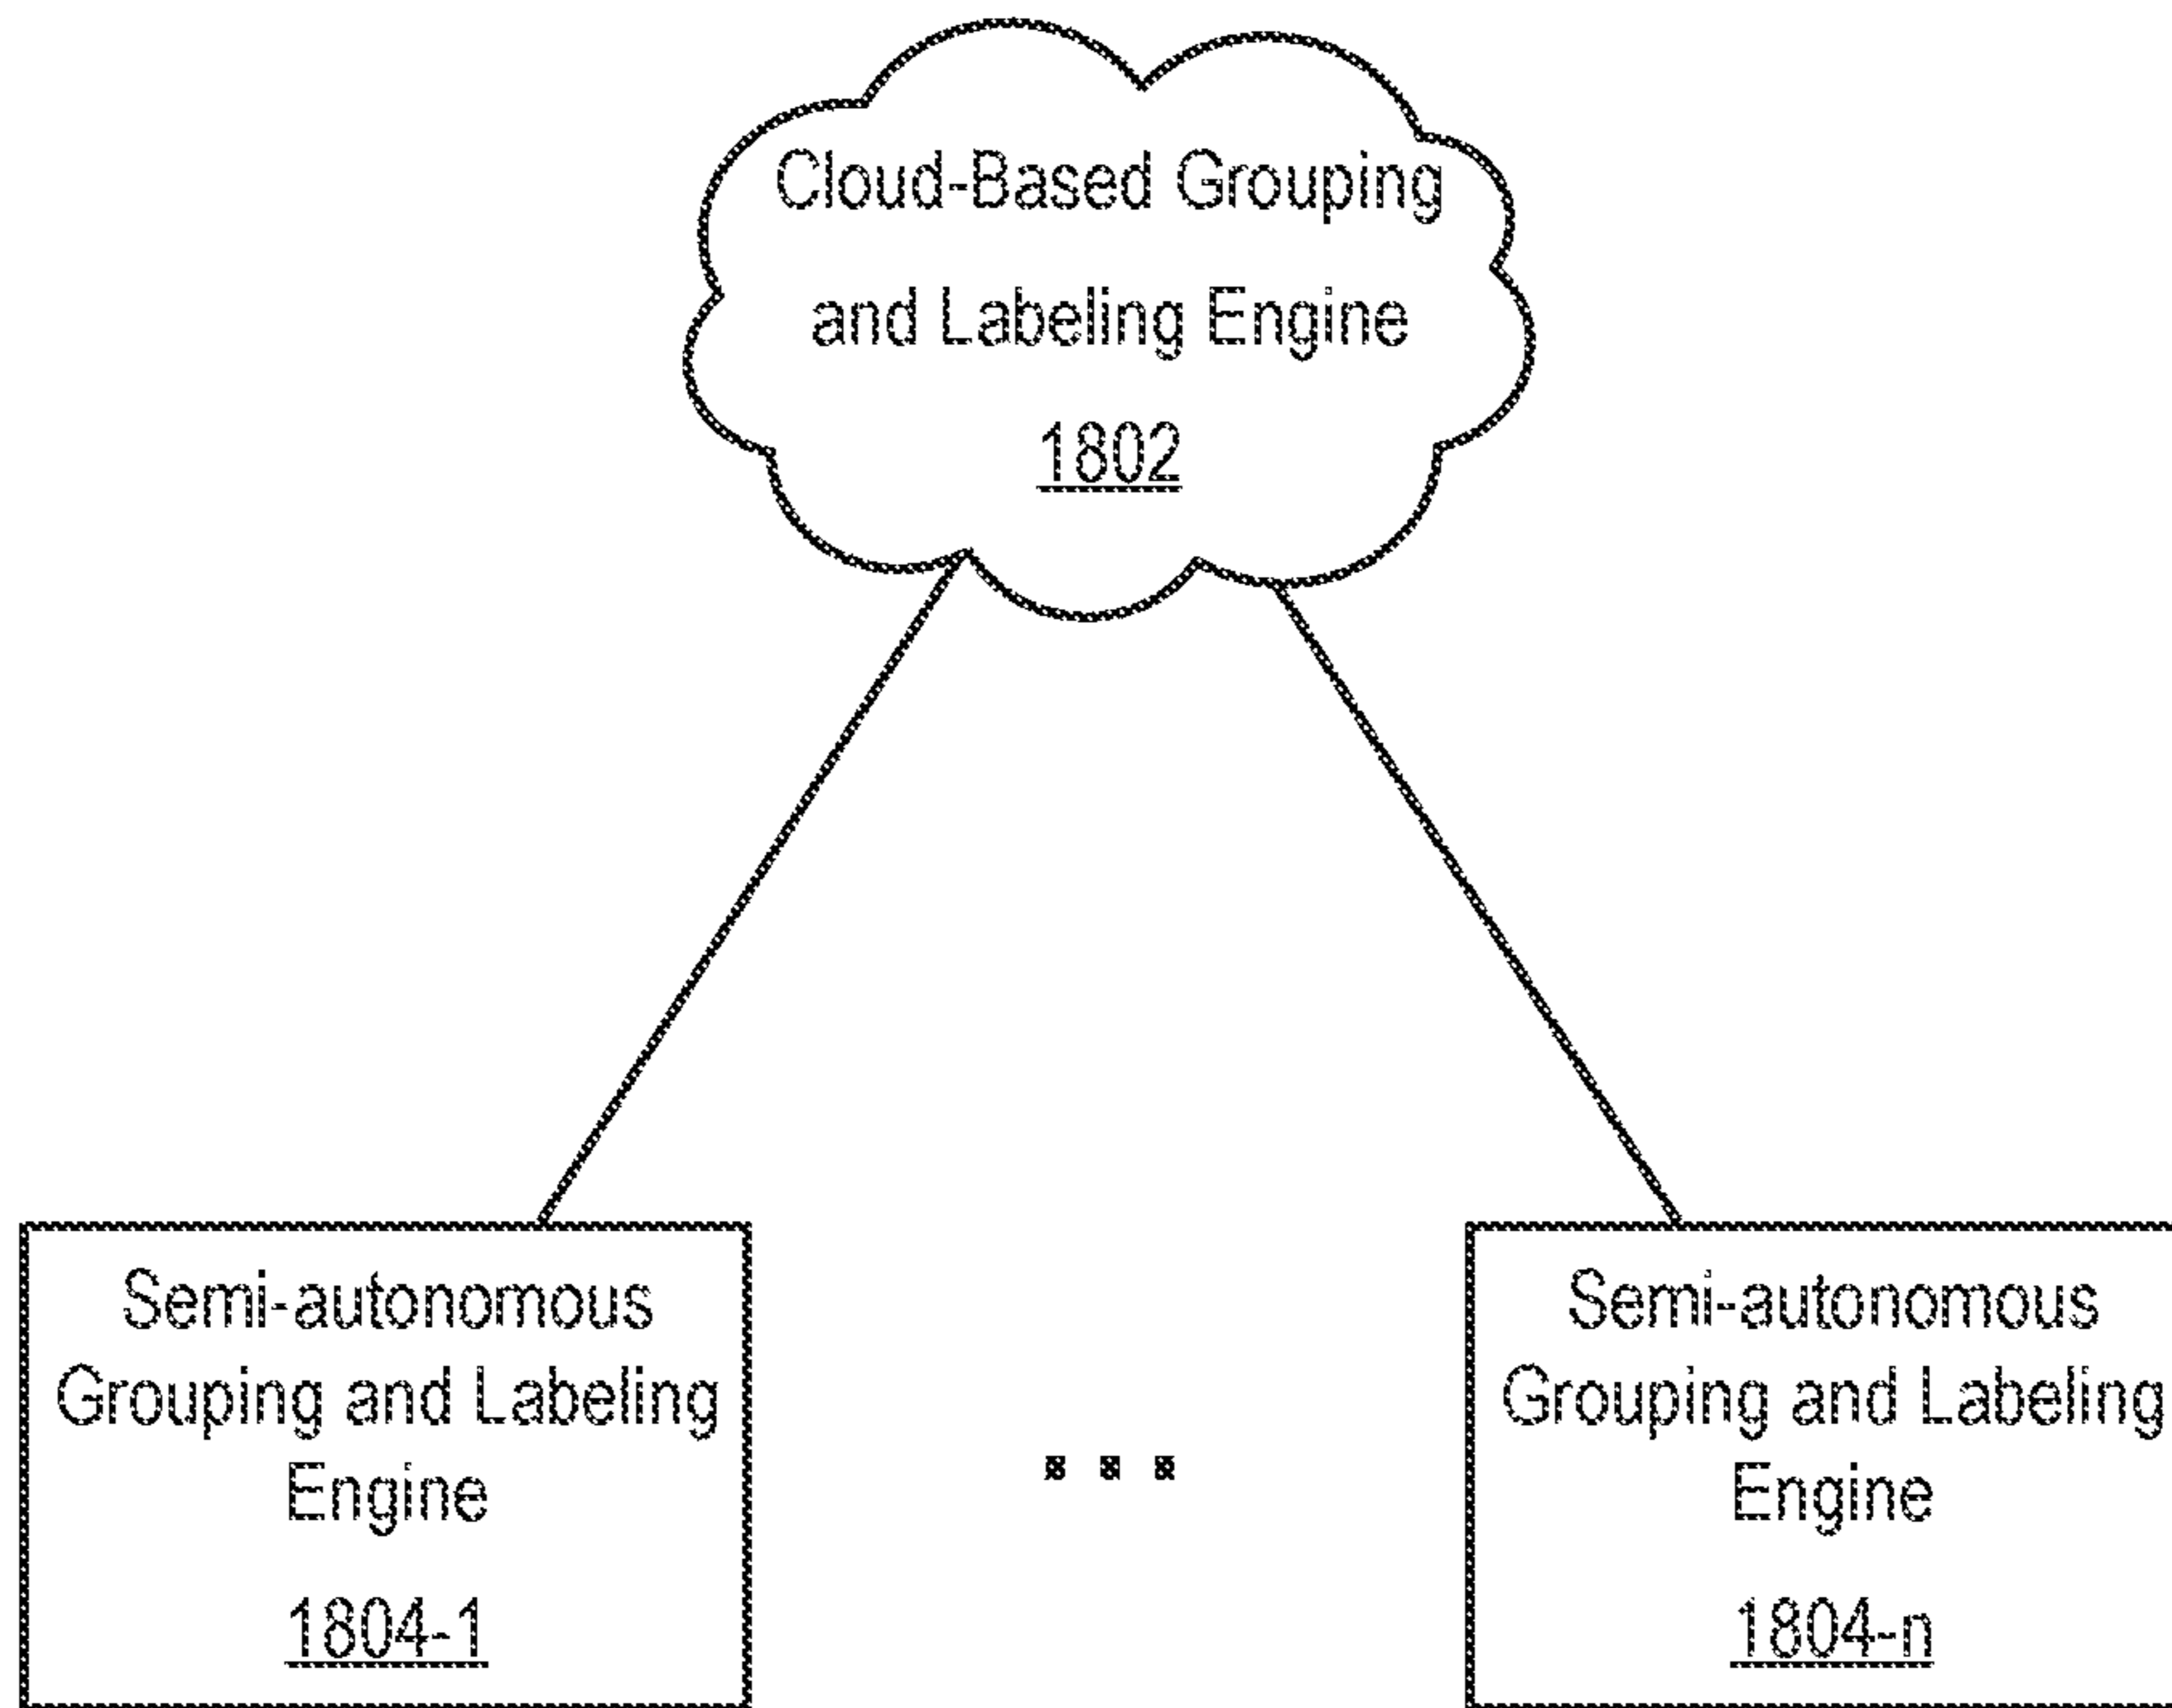 Cloud-Based Grouping
and Labeling Engine
1802
Semi-autonomous
Grouping and Labeling
Engine
1804-1
...
Semi-autonomous
Grouping and Labeling
Engine
1804-n